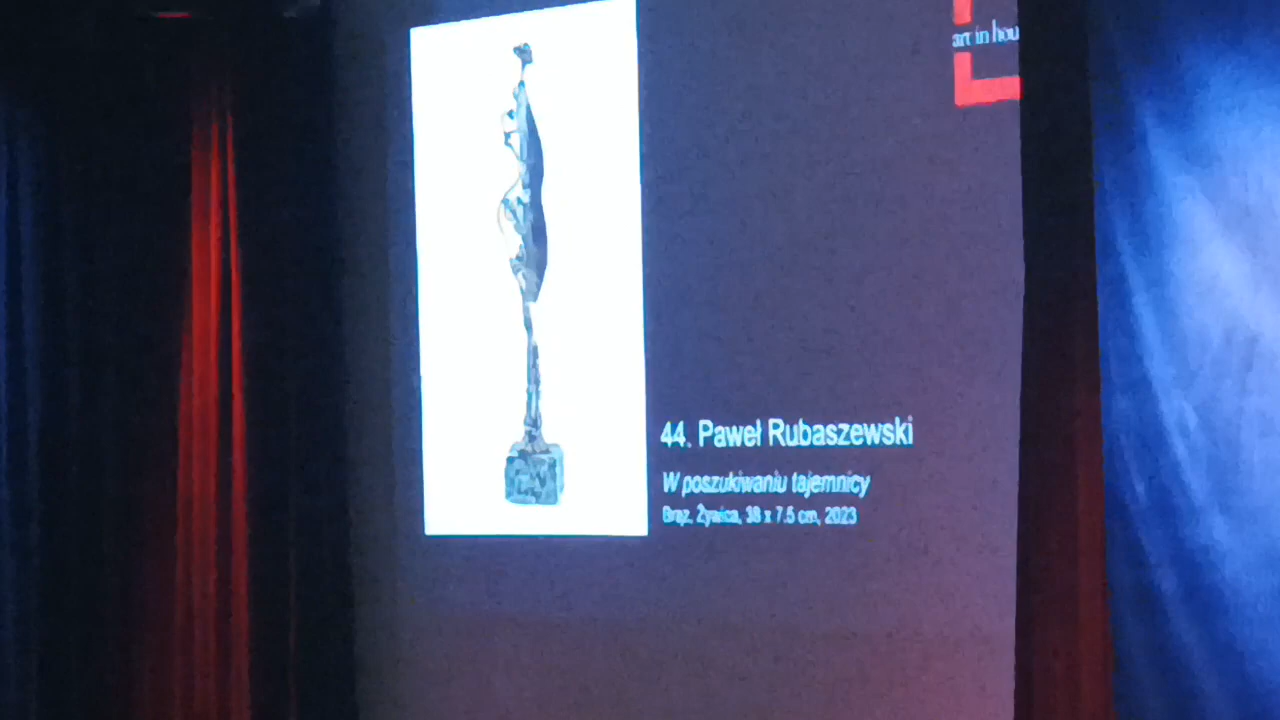 art in hou
44. Paweł Rubaszewski
W poszukiwaniu tajemnicy
Brąz, Żywica, 38 x 7.5 cm, 2023